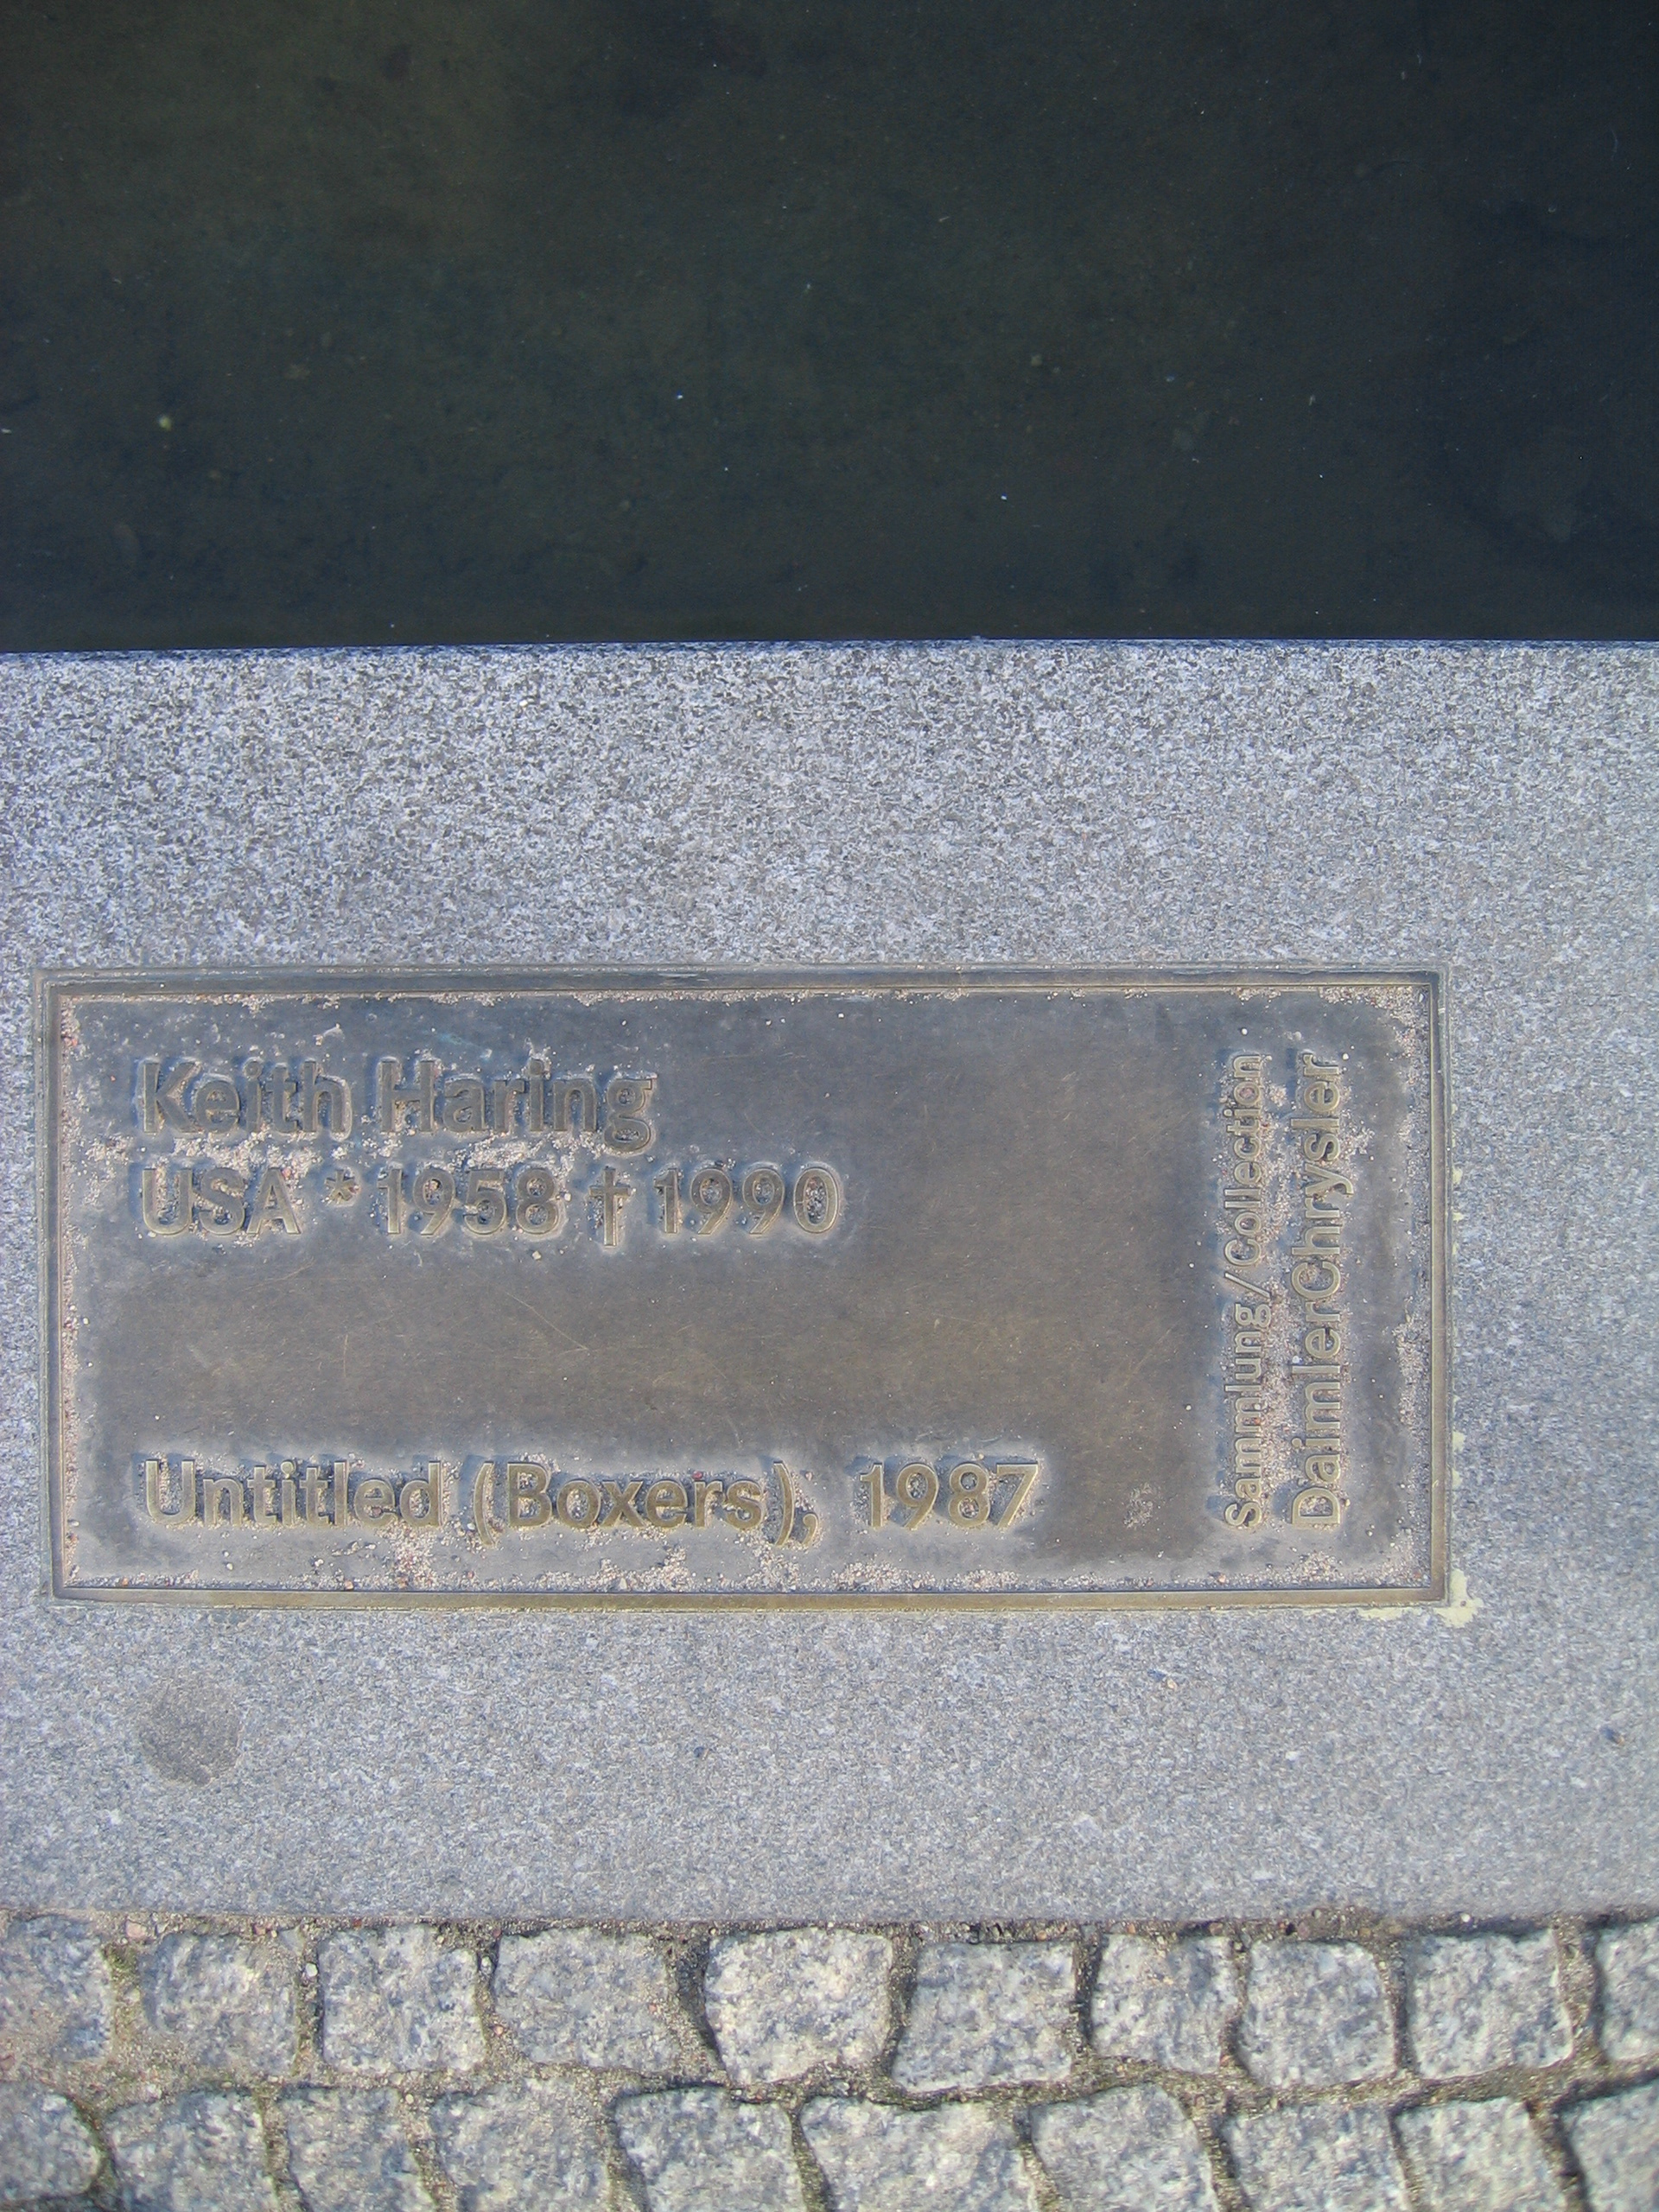 Keith Haring
USA * 1958 † 1990
Untitled (Boxers), 1987
Sammlung/Collection
DaimlerChrysler